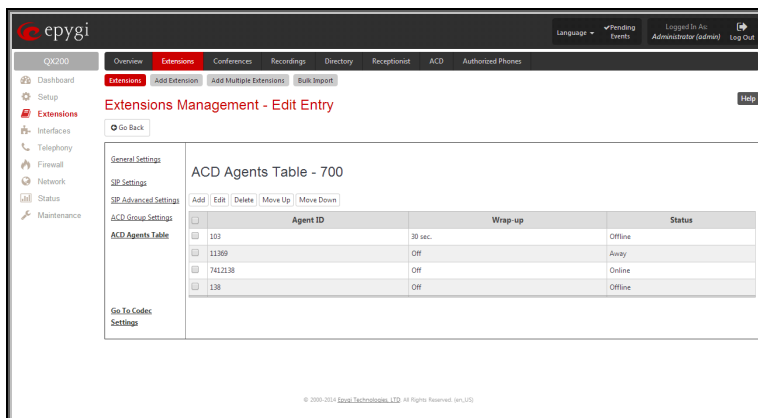 epygi
Language
Pending Events
Logged In As:
Administrator (admin)
Log Out
QX200
Overview Extensions Conferences Recordings Directory Receptionist ACD Authorized Phones
Dashboard
Setup
Extensions
Interfaces
Telephony
Firewall
Network
Status
Maintenance
Extensions Add Extension Add Multiple Extensions Bulk Import
Extensions Management - Edit Entry
Help
Go Back
General Settings
SIP Settings
SIP Advanced Settings
ACD Group Settings
ACD Agents Table
Go To Codec Settings
ACD Agents Table - 700
Add Edit Delete Move Up Move Down
Agent ID Wrap-up Status
103 30 sec. Offline
11369 Off Away
7412138 Off Online
138 Off Offline
© 2000-2014 Epygi Technologies, LTD. All Rights Reserved. (en_US)